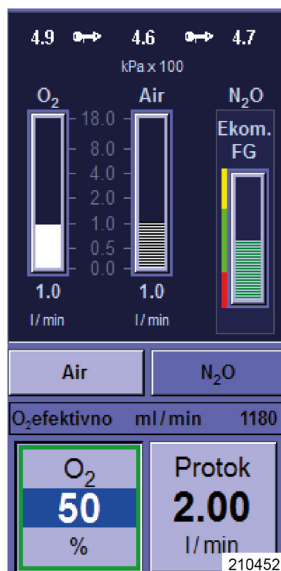 4.9 4.6 4.7
kPa x 100
O₂ Air N₂O
18.0
8.0
4.0
2.0
1.0
0.5
0.0
Ekom.
FG
1.0 1.0
l/min l/min
Air N₂O
O₂efektivno ml/min 1180
O₂
50
%
Protok
2.00
l/min
210452